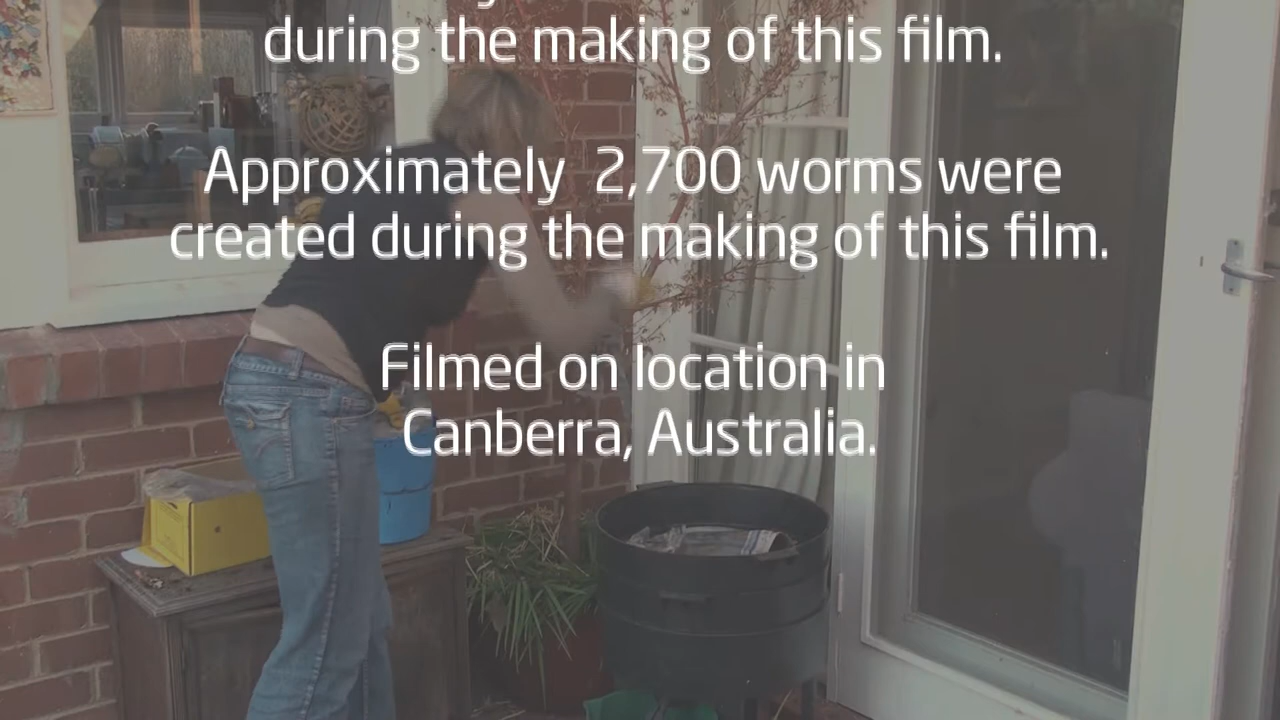 during the making of this film.
Approximately 2,700 worms were
created during the making of this film.
Filmed on location in
Canberra, Australia.